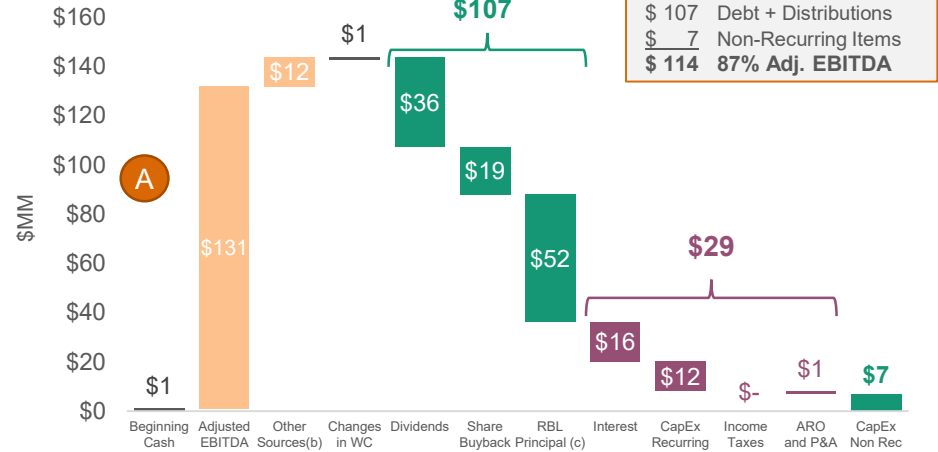 $107
$ 107 Debt + Distributions
$ 7 Non-Recurring Items
$ 114 87% Adj. EBITDA
$MM
$160
$140
$120
$100
$80
$60
$40
$20
$0
A
$1
$131
$12
$1
$36
$19
$52
$29
$16
$12
$-
$1
$7
Beginning
Cash
Adjusted
EBITDA
Other
Sources(b)
Changes
in WC
Dividends
Share
Buyback
RBL
Principal (c)
Interest
CapEx
Recurring
Income
Taxes
ARO
and P&A
CapEx
Non Rec